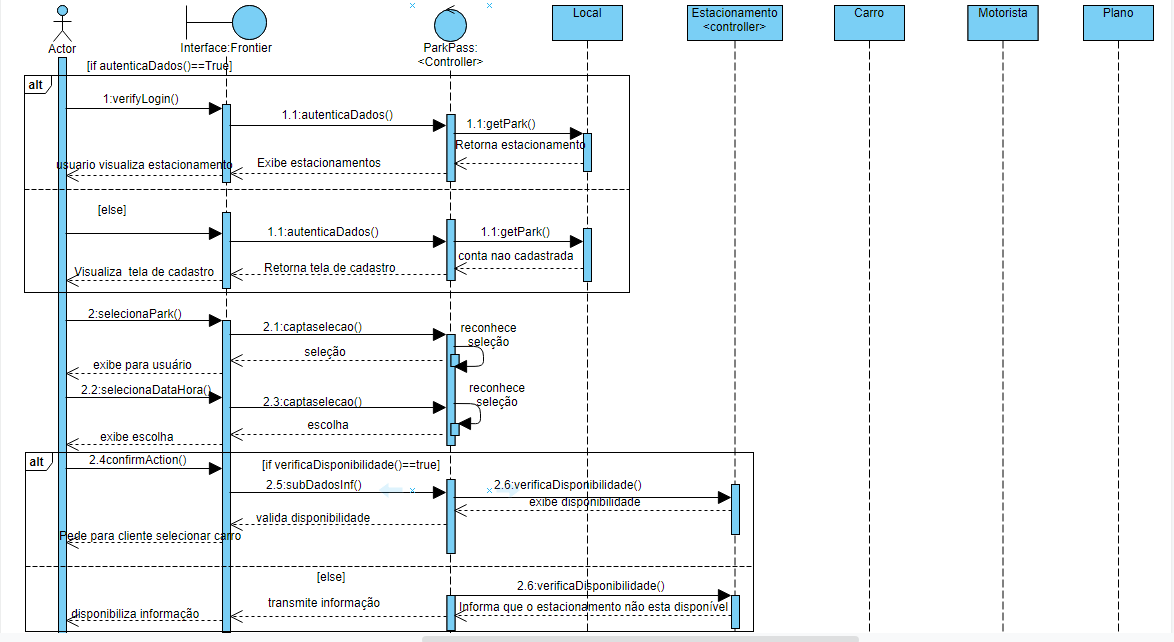 Local
Estacionamento
<controller>
Carro
Motorista
Plano
Actor
Interface:Frontier
ParkPass:
<Controller>
[if autenticaDados()==True]
alt
1:verifyLogin()
1.1:autenticaDados()
1.1:getPark()
Retorna estacionamento
usuario visualiza estacionamento
Exibe estacionamentos
[else]
1.1:autenticaDados()
1.1:getPark()
conta nao cadastrada
Visualiza tela de cadastro
Retorna tela de cadastro
2:selecionaPark()
2.1:captaselecao()
reconhece
seleção
seleção
exibe para usuário
2.2:selecionaDataHora()
2.3:captaselecao()
reconhece
seleção
escolha
exibe escolha
alt
2.4confirmAction()
[if verificaDisponibilidade()==true]
2.5:subDadosInf()
2.6:verificaDisponibilidade()
exibe disponibilidade
valida disponibilidade
Pede para cliente selecionar carro
[else]
2.6:verificaDisponibilidade()
transmite informação
Informa que o estacionamento não esta disponível
disponibiliza informação